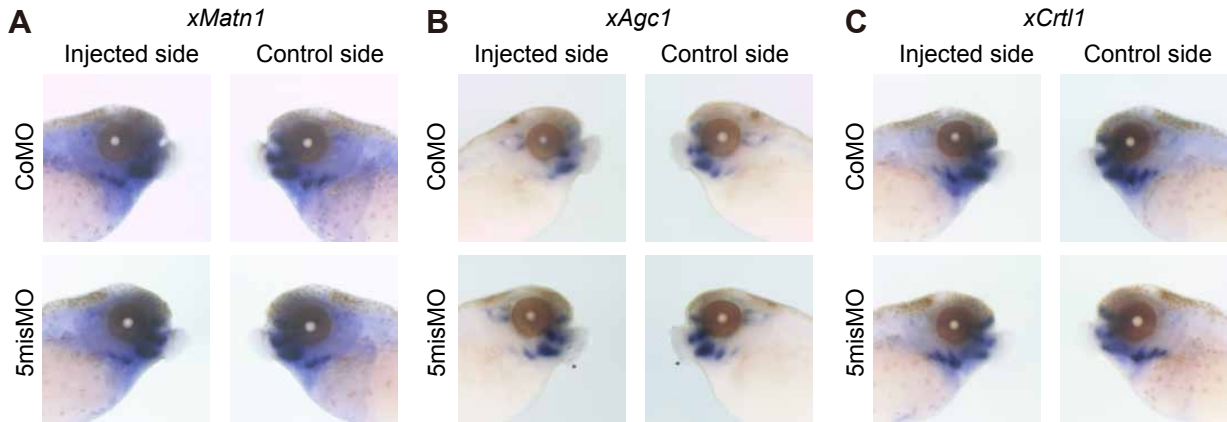 A xMatn1
Injected side Control side
CoMO
5misMO
B xAgc1
Injected side Control side
CoMO
5misMO
C xCrtl1
Injected side Control side
CoMO
5misMO